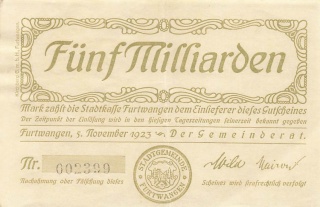 Fünf Milliarden
Mark zahlt die Stadtkasse Furtwangen dem Einlieferer dieses Gutscheines
Der Zeitpunkt der Einlösung wird in den hiesigen Tageszeitungen seinerzeit bekannt gegeben
Furtwangen, 5. November 1923 Der Gemeinderat.
Nr. 002399
STADTGEMEINDE FURTWANGEN
Nachahmung oder Fälschung dieses Scheines wird strafrechtlich verfolgt